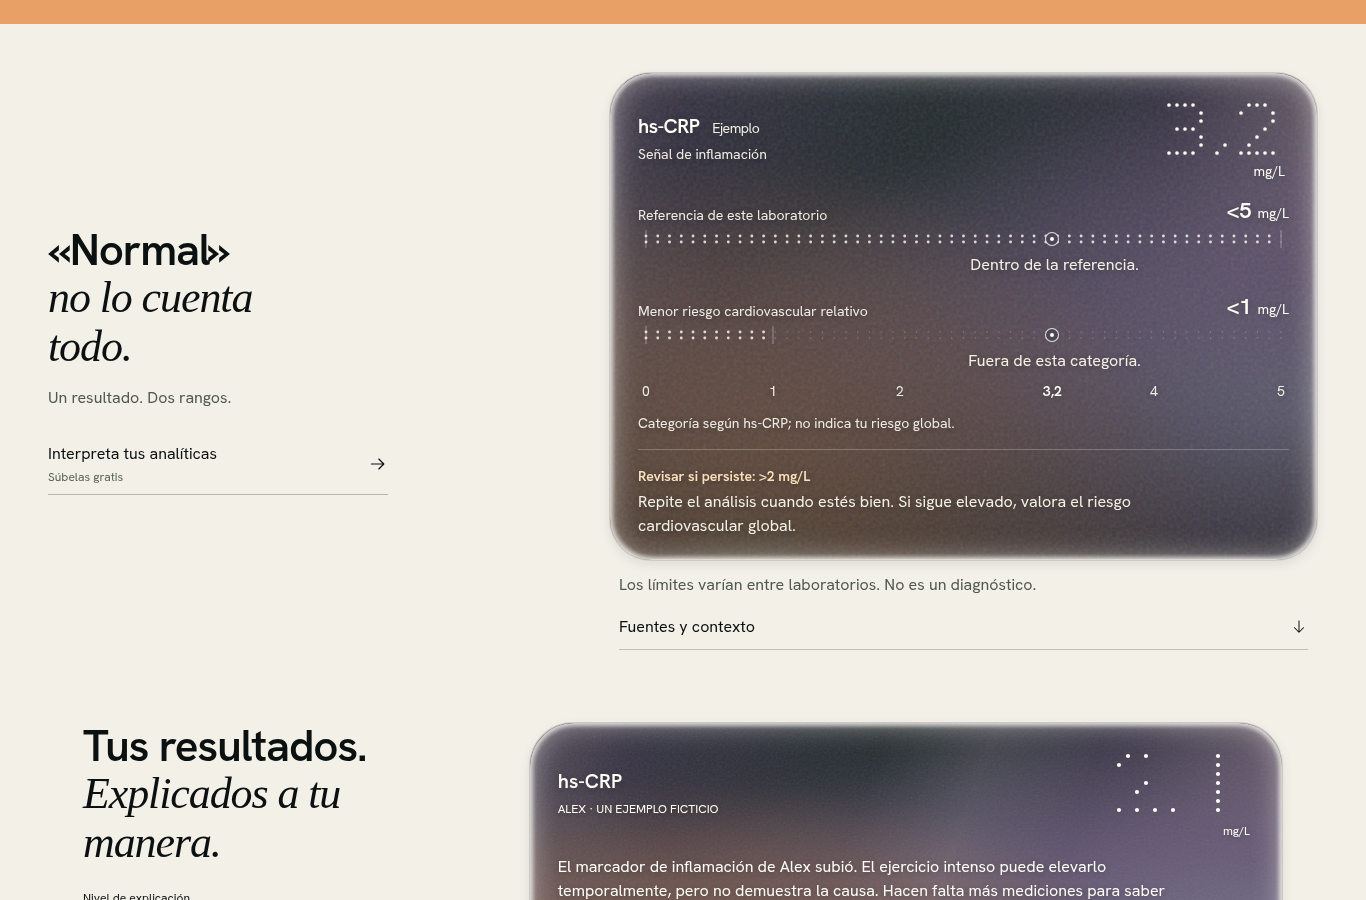 «Normal»
no lo cuenta
todo.
Un resultado. Dos rangos.
Interpreta tus analíticas
Súbelas gratis
hs-CRP Ejemplo
Señal de inflamación
3,2
mg/L
Referencia de este laboratorio
<5 mg/L
Dentro de la referencia.
Menor riesgo cardiovascular relativo
<1 mg/L
Fuera de esta categoría.
0 1 2 3,2 4 5
Categoría según hs-CRP; no indica tu riesgo global.
Revisar si persiste: >2 mg/L
Repite el análisis cuando estés bien. Si sigue elevado, valora el riesgo
cardiovascular global.
Los límites varían entre laboratorios. No es un diagnóstico.
Fuentes y contexto
Tus resultados.
Explicados a tu
manera.
Nivel de explicación
hs-CRP
ALEX · UN EJEMPLO FICTICIO
mg/L
El marcador de inflamación de Alex subió. El ejercicio intenso puede elevarlo
temporalmente, pero no demuestra la causa. Hacen falta más mediciones para saber